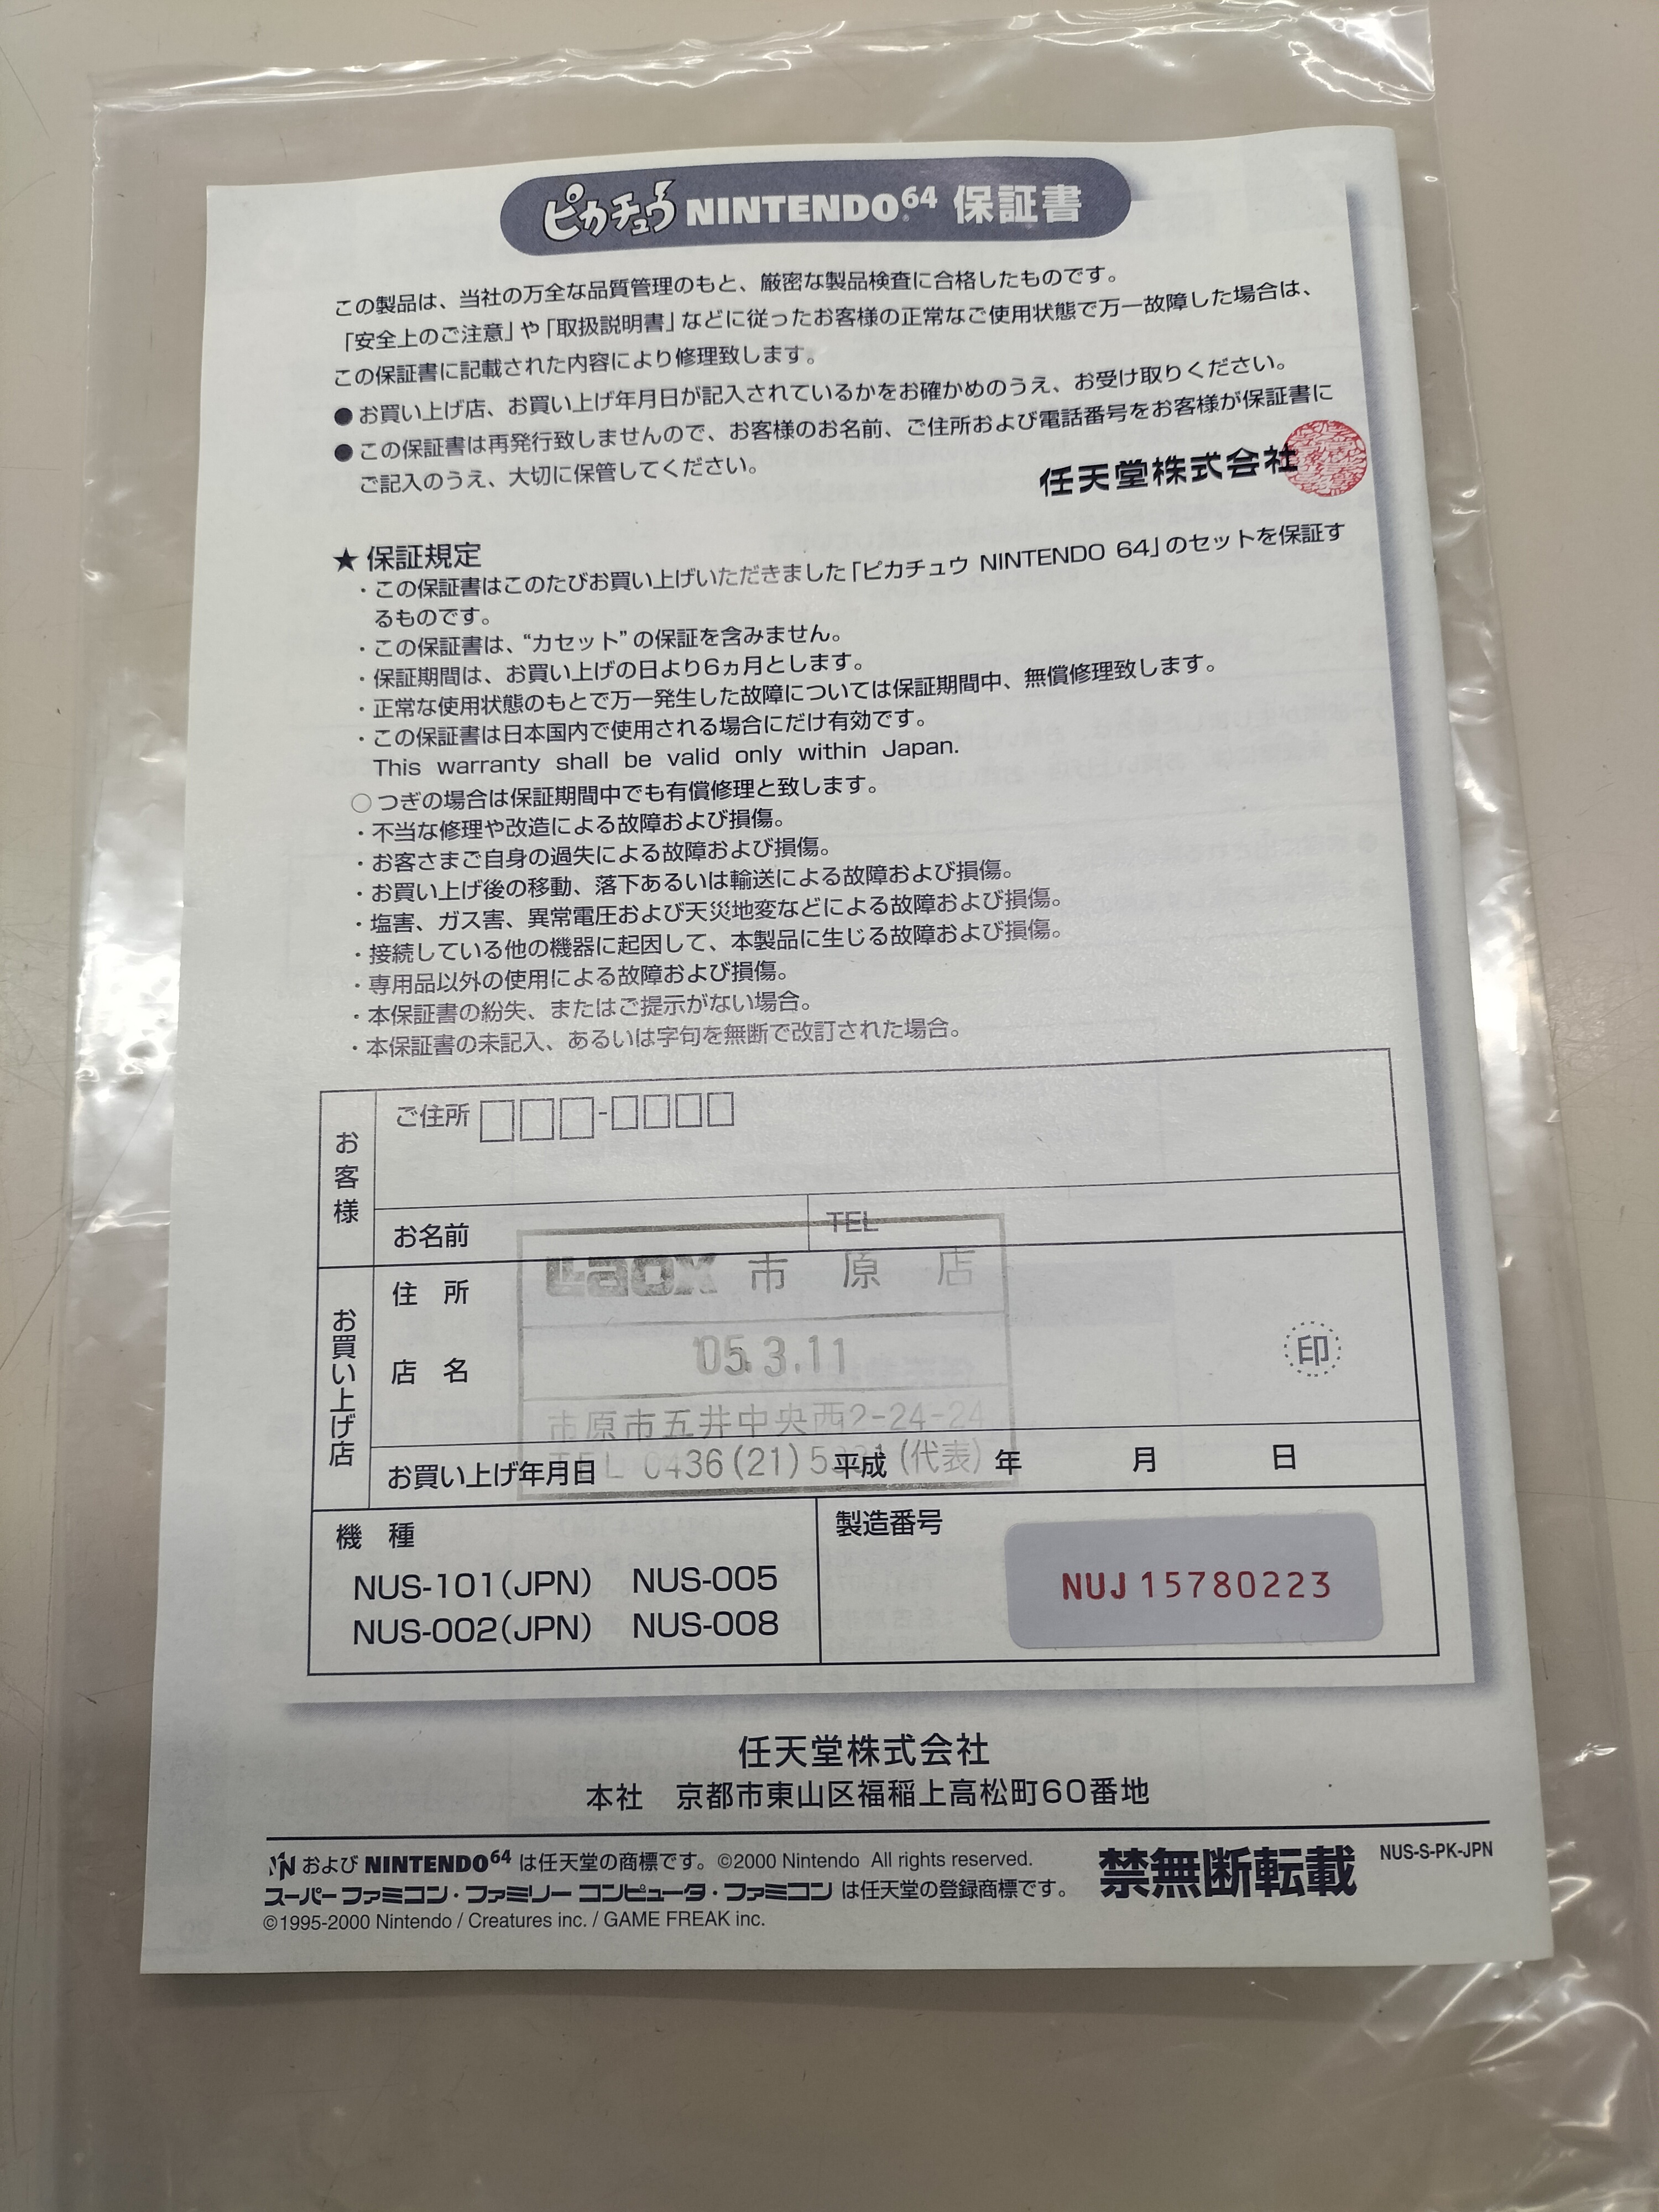 ピカチュウ NINTENDO64 保証書
この製品は、当社の万全な品質管理のもと、厳密な製品検査に合格したものです。
「安全上のご注意」や「取扱説明書」などに従ったお客様の正常なご使用状態で万一故障した場合は、
この保証書に記載された内容により修理致します。
●お買い上げ店、お買い上げ年月日が記入されているかをお確かめのうえ、お受け取りください。
●この保証書は再発行致しませんので、お客様のお名前、ご住所および電話番号をお客様が保証書に
ご記入のうえ、大切に保管してください。
任天堂株式会社
★保証規定
・この保証書はこのたびお買い上げいただきました「ピカチュウ NINTENDO 64」のセットを保証す
るものです。
・この保証書は、“カセット”の保証を含みません。
・保証期間は、お買い上げの日より6ヵ月とします。
・正常な使用状態のもとで万一発生した故障については保証期間中、無償修理致します。
・この保証書は日本国内で使用される場合にだけ有効です。
This warranty shall be valid only within Japan.
○つぎの場合は保証期間中でも有償修理と致します。
・不当な修理や改造による故障および損傷。
・お客さまご自身の過失による故障および損傷。
・お買い上げ後の移動、落下あるいは輸送による故障および損傷。
・塩害、ガス害、異常電圧および天災地変などによる故障および損傷。
・接続している他の機器に起因して、本製品に生じる故障および損傷。
・専用品以外の使用による故障および損傷。
・本保証書の紛失、またはご提示がない場合。
・本保証書の未記入、あるいは字句を無断で改訂された場合。
お客様
ご住所 □□□-□□□□
お名前
TEL
お買い上げ店
住所
店名
Laox 市原店
'05.3.11
市原市五井中央西2-24-24
TEL 0436(21)5 (代表)
印
お買い上げ年月日 平成 年 月 日
機種
NUS-101(JPN) NUS-005
NUS-002(JPN) NUS-008
製造番号
NUJ 15780223
任天堂株式会社
本社 京都市東山区福稲上高松町60番地
および NINTENDO64 は任天堂の商標です。©2000 Nintendo All rights reserved.
スーパーファミコン・ファミリーコンピュータ・ファミコン は任天堂の登録商標です。
©1995-2000 Nintendo / Creatures inc. / GAME FREAK inc.
禁無断転載
NUS-S-PK-JPN